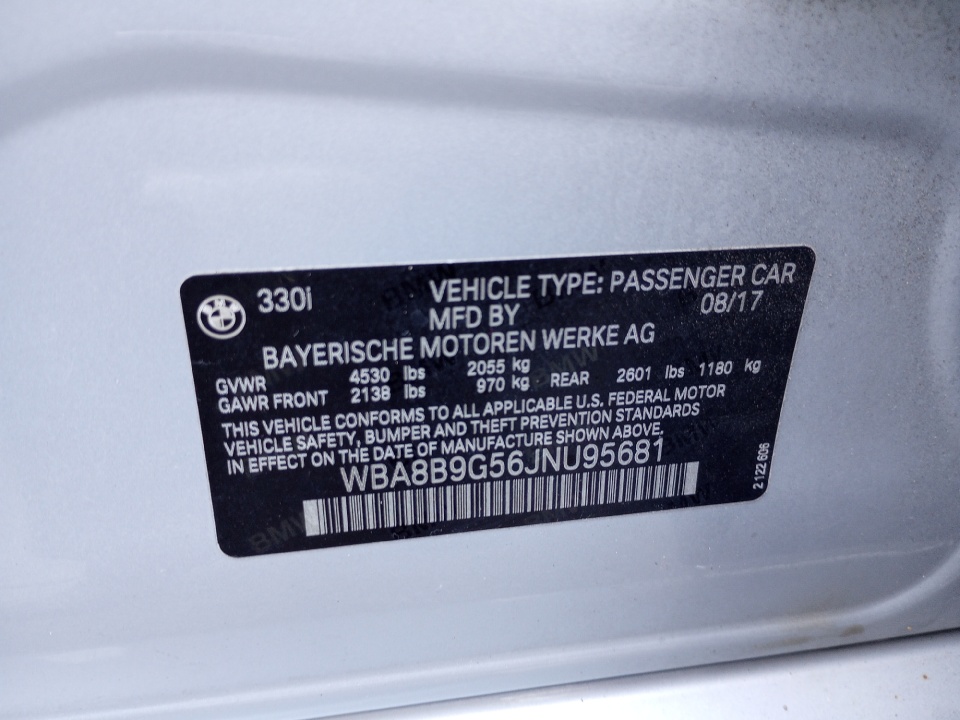 330i VEHICLE TYPE: PASSENGER CAR
MFD BY 08/17
BAYERISCHE MOTOREN WERKE AG
GVWR 4530 lbs 2055 kg
GAWR FRONT 2138 lbs 970 kg REAR 2601 lbs 1180 kg
THIS VEHICLE CONFORMS TO ALL APPLICABLE U.S. FEDERAL MOTOR
VEHICLE SAFETY, BUMPER AND THEFT PREVENTION STANDARDS
IN EFFECT ON THE DATE OF MANUFACTURE SHOWN ABOVE.
WBA8B9G56JNU95681
2122 606